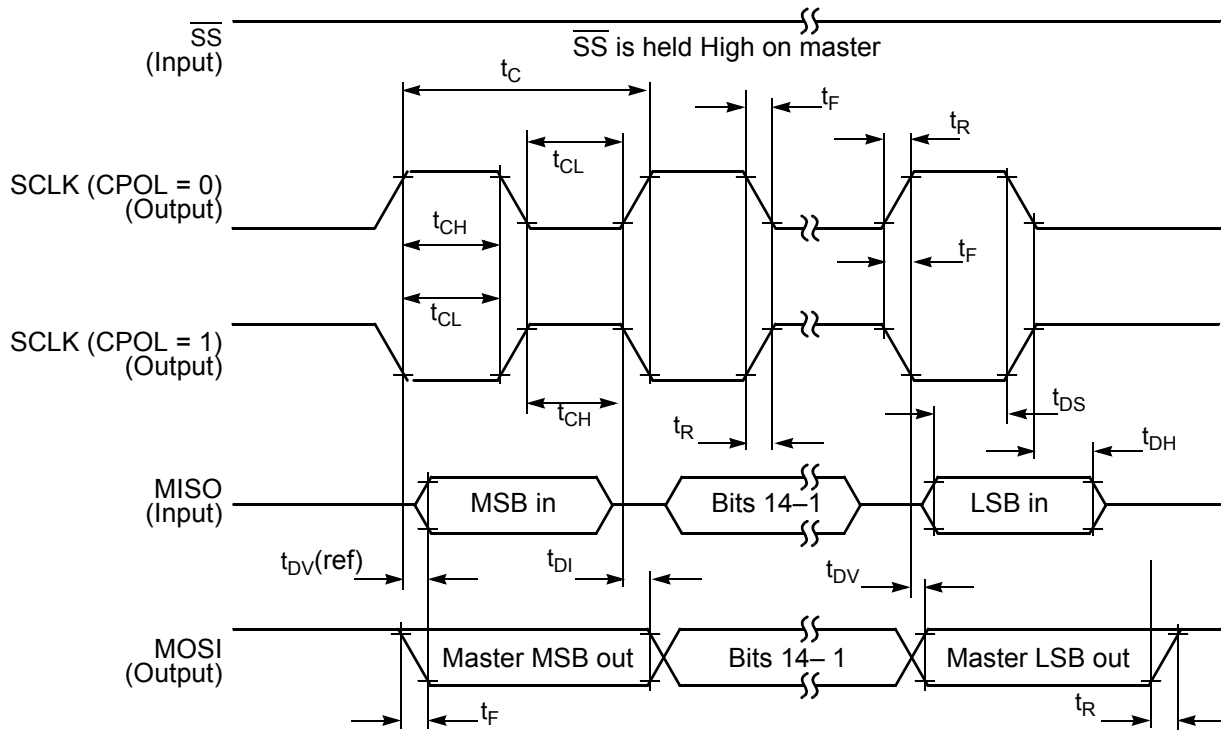 SS
(Input)
SS is held High on master
tC
tF
tR
tCL
SCLK (CPOL = 0)
(Output)
tCH
tF
tCL
SCLK (CPOL = 1)
(Output)
tCH
tDS
tR
tDH
MISO
(Input)
MSB in
Bits 14–1
LSB in
tDV(ref)
tDI
tDV
MOSI
(Output)
Master MSB out
Bits 14– 1
Master LSB out
tF
tR